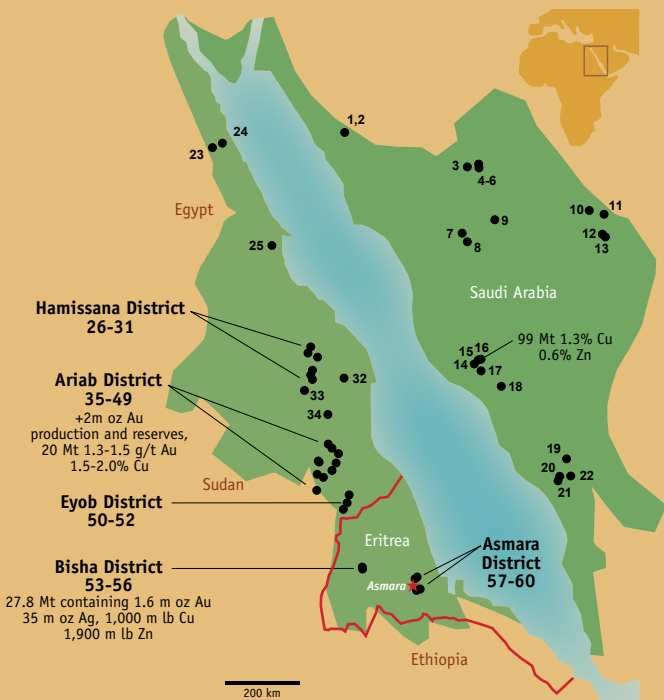 1,2
24
23
3
4-6
Egypt
10
11
9
7
8
12
13
25
Saudi Arabia
Hamissana District
26-31
99 Mt 1.3% Cu
0.6% Zn
15
16
14
17
18
32
33
34
Ariab District
35-49
+2m oz Au
production and reserves,
20 Mt 1.3-1.5 g/t Au
1.5-2.0% Cu
19
20
22
21
Sudan
Eyob District
50-52
Eritrea
Asmara
District
57-60
Bisha District
53-56
27.8 Mt containing 1.6 m oz Au
35 m oz Ag, 1,000 m lb Cu
1,900 m lb Zn
Asmara
Ethiopia
200 km